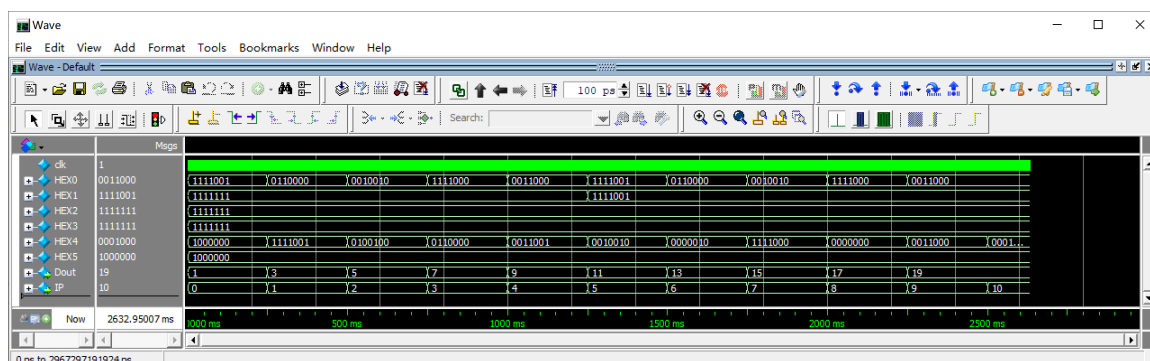 Wave
File Edit View Add Format Tools Bookmarks Window Help
Wave - Default
100 ps
Search:
Msgs
clk 1
HEX0 0011000 1111001 0110000 0010010 1111000 0011000 1111001 0110000 0010010 1111000 0011000
HEX1 1111001 1111111 1111001
HEX2 1111111 1111111
HEX3 1111111 1111111
HEX4 0001000 1000000 1111001 0100100 0110000 0011001 0010010 0000010 1111000 0000000 0011000 0001...
HEX5 1000000 1000000
Dout 19 1 3 5 7 9 11 13 15 17 19
IP 10 0 1 2 3 4 5 6 7 8 9 10
Now 2632.95007 ms 0000 ms 500 ms 1000 ms 1500 ms 2000 ms 2500 ms
0 ps to 2967297191924 ps